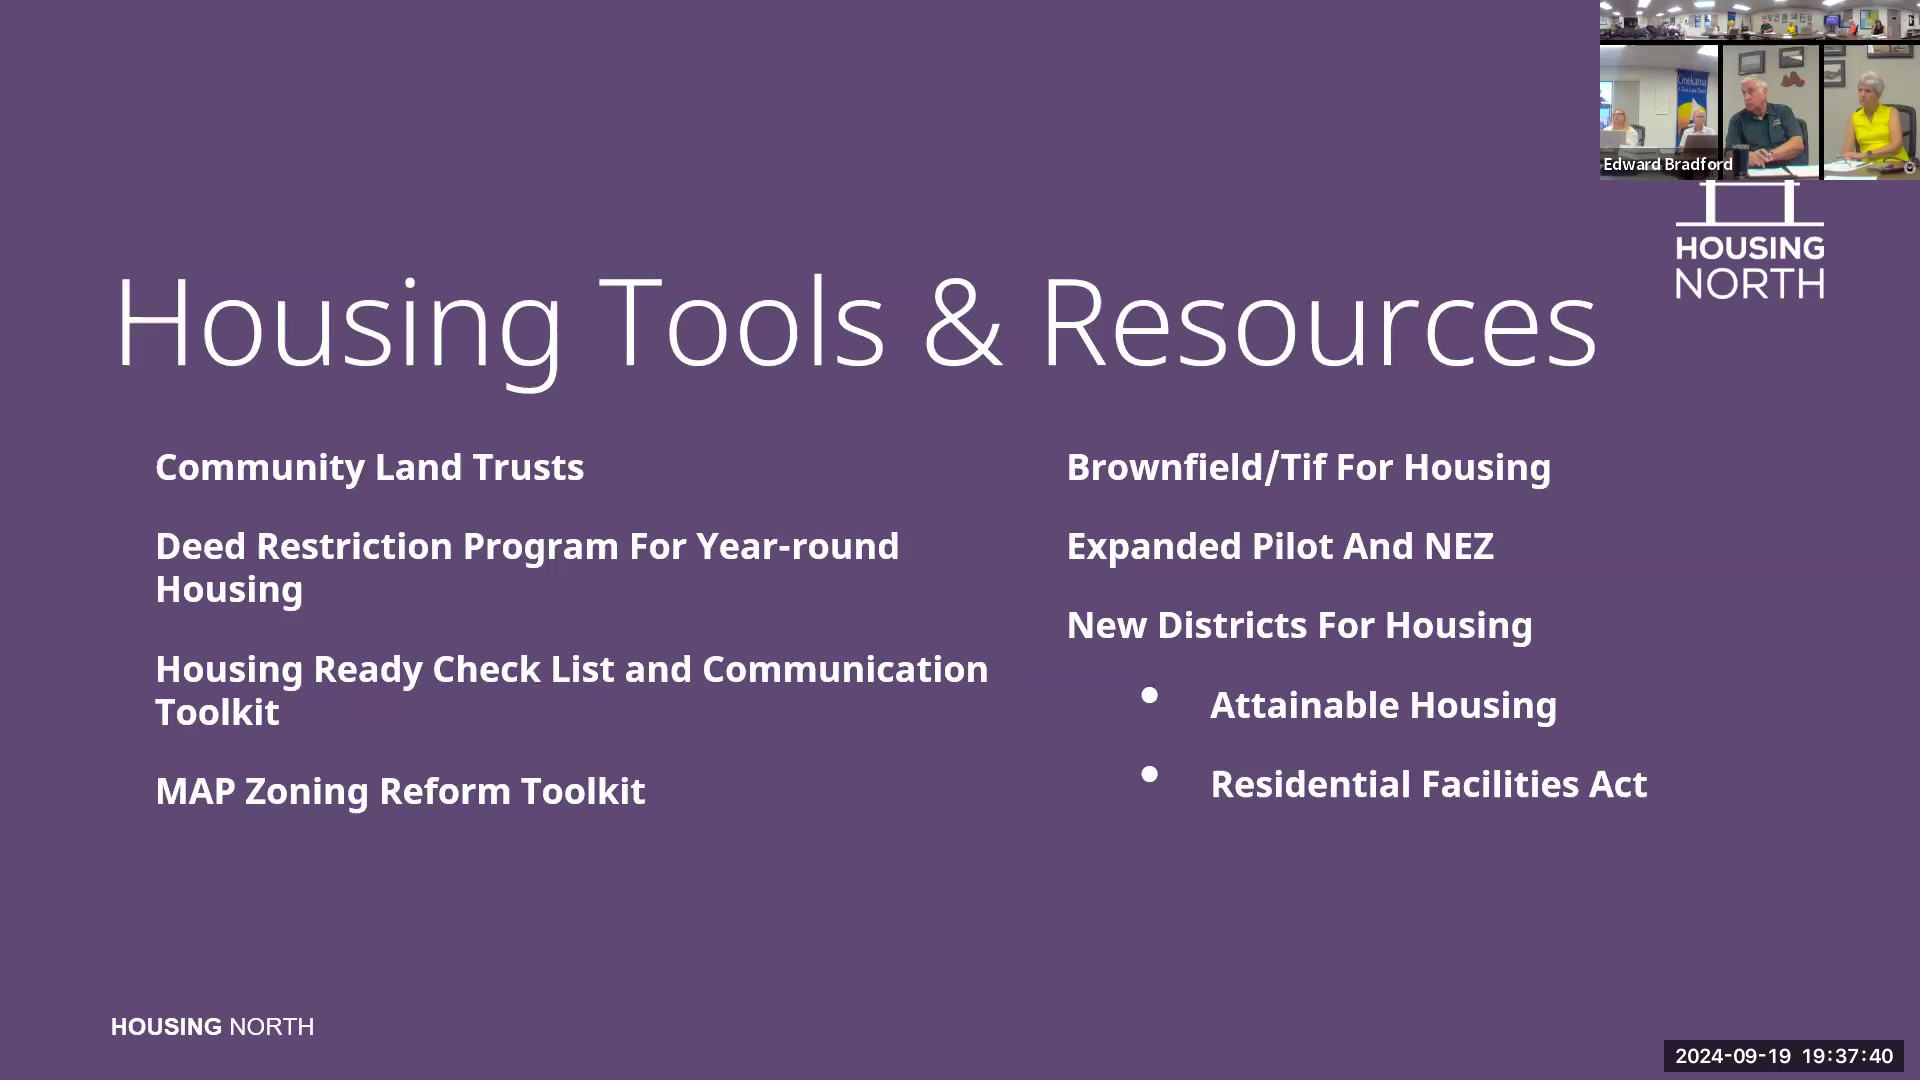 Onekama
Edward Bradford
HOUSING
NORTH
Housing Tools & Resources
Community Land Trusts
Deed Restriction Program For Year-round
Housing
Housing Ready Check List and Communication
Toolkit
MAP Zoning Reform Toolkit
Brownfield/Tif For Housing
Expanded Pilot And NEZ
New Districts For Housing
• Attainable Housing
• Residential Facilities Act
HOUSING NORTH
2024-09-19 19:37:40